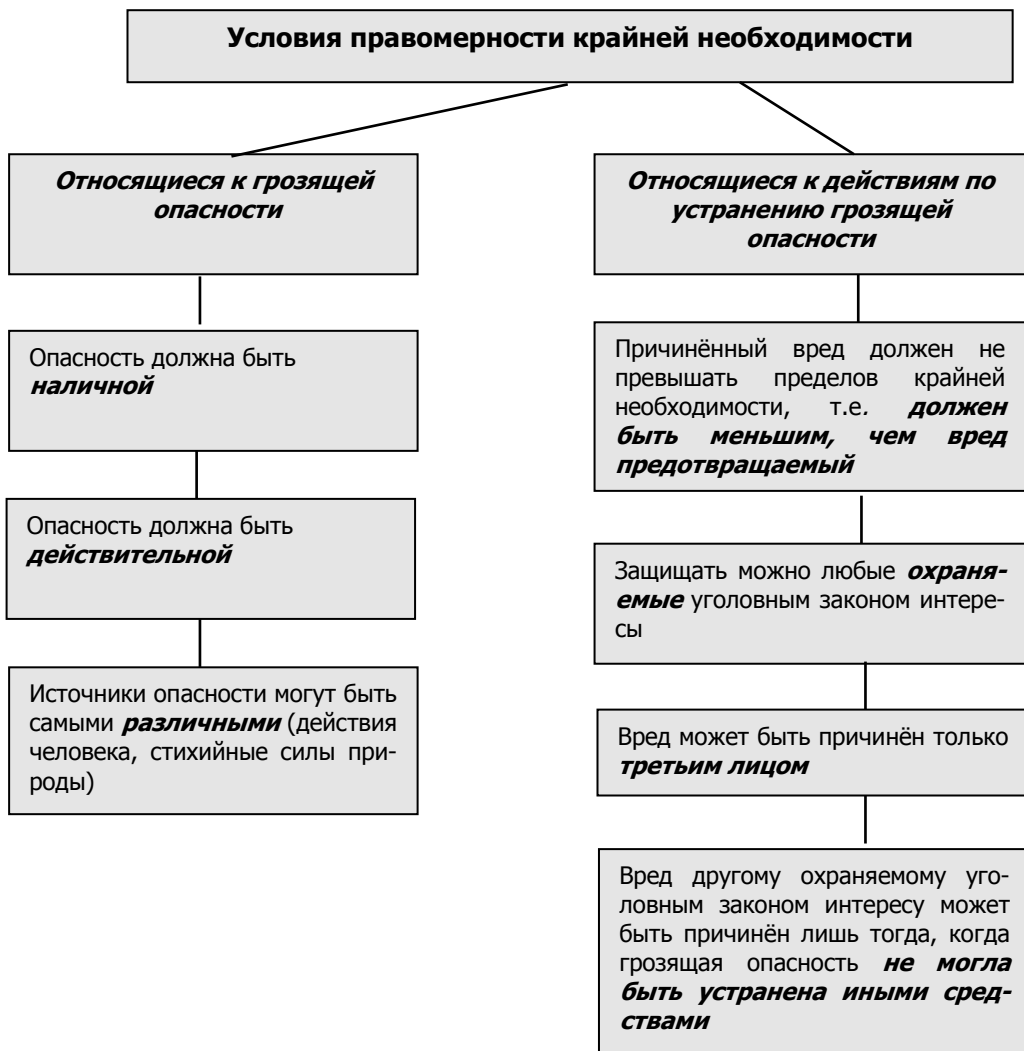 Условия правомерности крайней необходимости
Относящиеся к грозящей
опасности
Опасность должна быть
наличной
Опасность должна быть
действительной
Источники опасности могут быть
самыми различными (действия
человека, стихийные силы при-
роды)
Относящиеся к действиям по
устранению грозящей
опасности
Причинённый вред должен не
превышать пределов крайней
необходимости, т.е. должен
быть меньшим, чем вред
предотвращаемый
Защищать можно любые охраня-
емые уголовным законом интере-
сы
Вред может быть причинён только
третьим лицом
Вред другому охраняемому уго-
ловным законом интересу может
быть причинён лишь тогда, когда
грозящая опасность не могла
быть устранена иными сред-
ствами